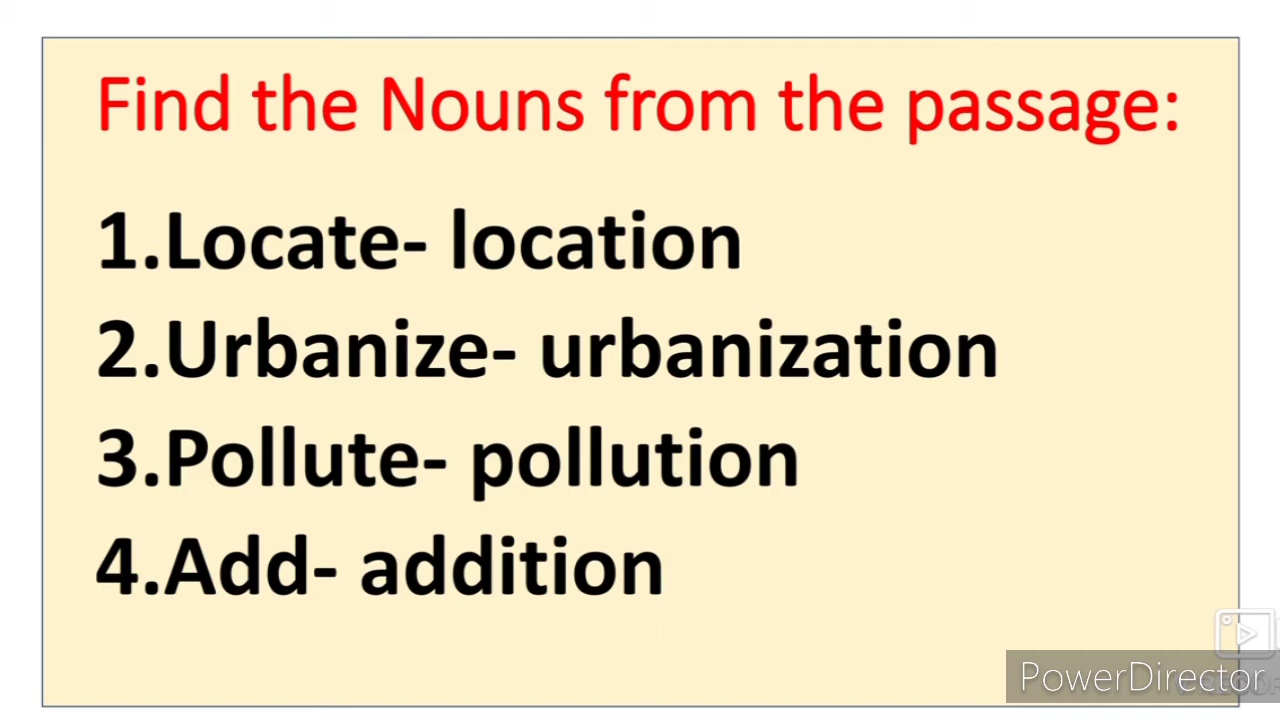 Find the Nouns from the passage:
1.Locate- location
2.Urbanize- urbanization
3.Pollute- pollution
4.Add- addition
PowerDirector